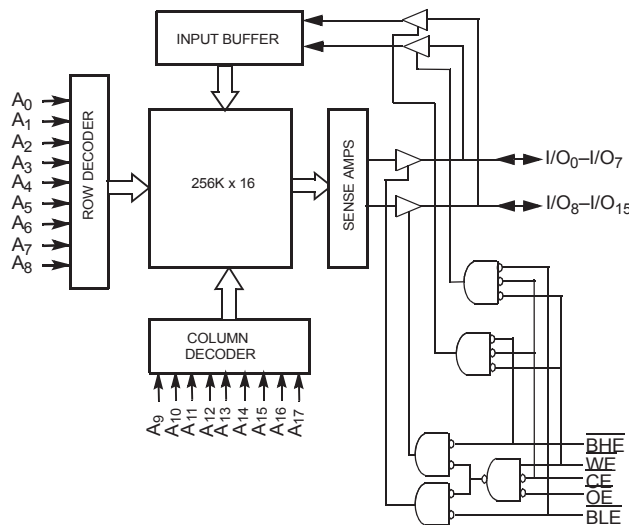 INPUT BUFFER
A0
A1
A2
A3
A4
A5
A6
A7
A8
ROW DECODER
256K x 16
SENSE AMPS
I/O0–I/O7
I/O8–I/O15
COLUMN
DECODER
A9
A10
A11
A12
A13
A14
A15
A16
A17
BHE
WE
CE
OE
BLE